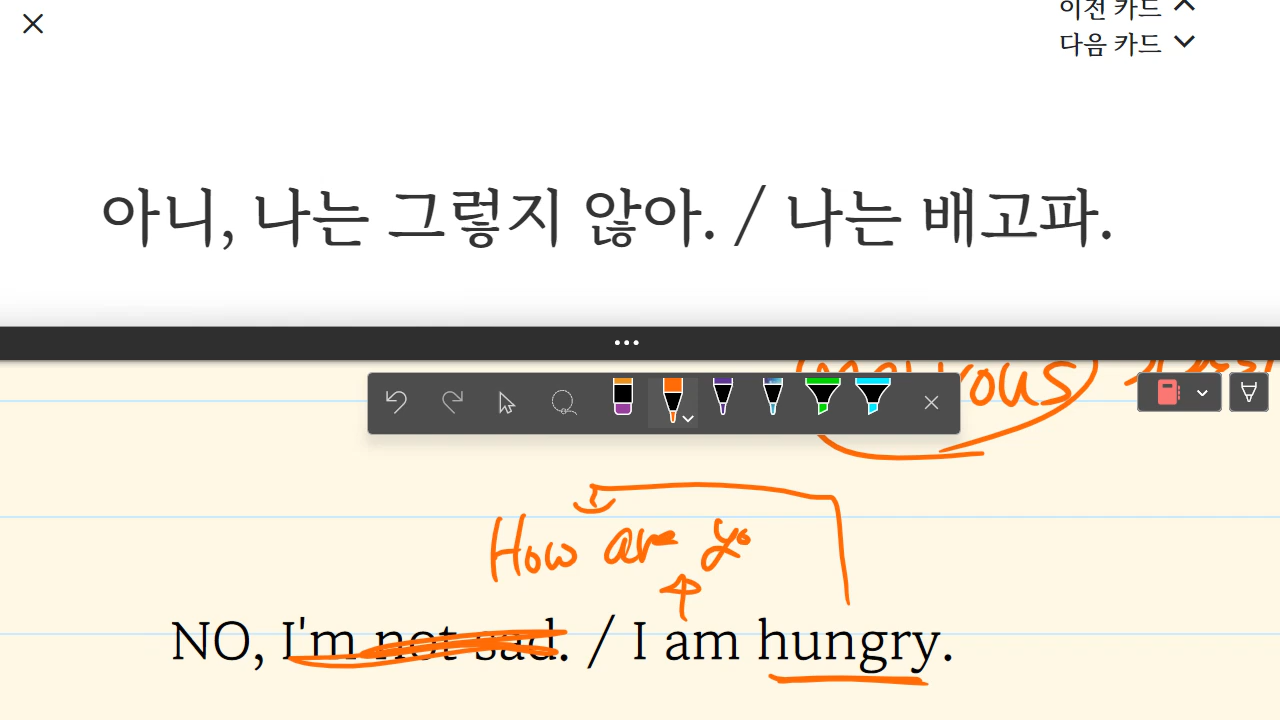 이전 카드
다음 카드
아니, 나는 그렇지 않아. / 나는 배고파.
How are yo
NO, I'm not sad. / I am hungry.